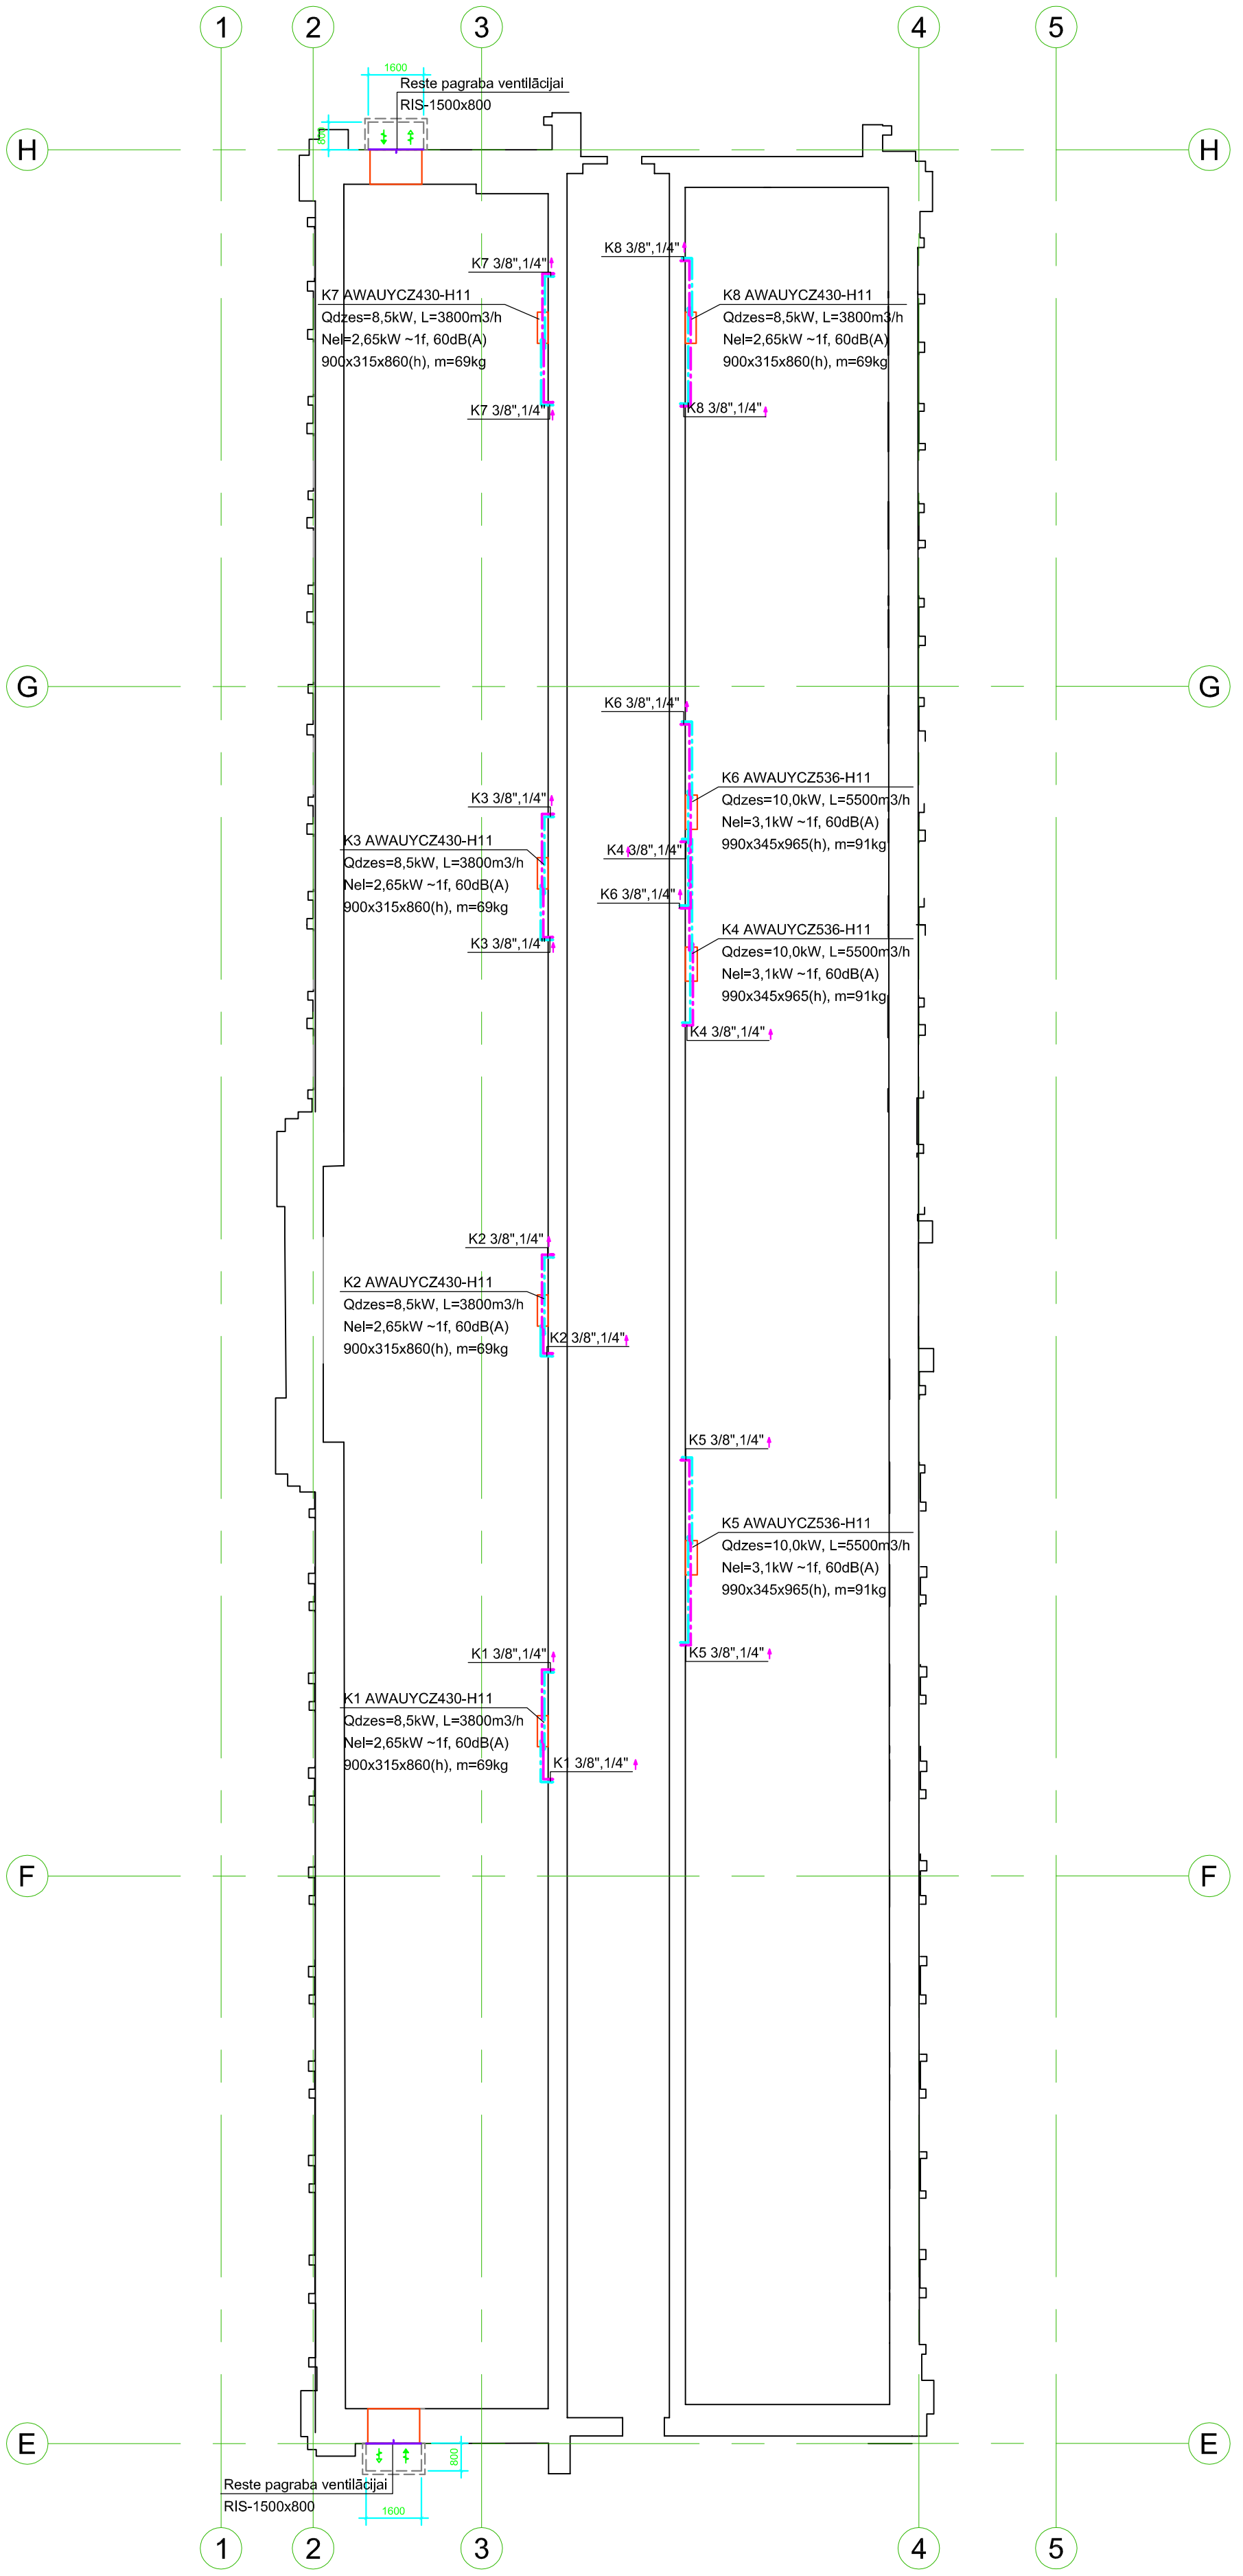 1 2 3 4 5
1600
Reste pagraba ventilācijai
RIS-1500x800
800
H H
K8 3/8",1/4"
K7 3/8",1/4"
K7 AWAUYCZ430-H11
Qdzes=8,5kW, L=3800m3/h
Nel=2,65kW ~1f, 60dB(A)
900x315x860(h), m=69kg
K8 AWAUYCZ430-H11
Qdzes=8,5kW, L=3800m3/h
Nel=2,65kW ~1f, 60dB(A)
900x315x860(h), m=69kg
K7 3/8",1/4"
K8 3/8",1/4"
G G
K6 3/8",1/4"
K6 AWAUYCZ536-H11
Qdzes=10,0kW, L=5500m3/h
Nel=3,1kW ~1f, 60dB(A)
990x345x965(h), m=91kg
K3 3/8",1/4"
K3 AWAUYCZ430-H11
Qdzes=8,5kW, L=3800m3/h
Nel=2,65kW ~1f, 60dB(A)
900x315x860(h), m=69kg
K4 3/8",1/4"
K6 3/8",1/4"
K4 AWAUYCZ536-H11
Qdzes=10,0kW, L=5500m3/h
Nel=3,1kW ~1f, 60dB(A)
990x345x965(h), m=91kg
K3 3/8",1/4"
K4 3/8",1/4"
K2 3/8",1/4"
K2 AWAUYCZ430-H11
Qdzes=8,5kW, L=3800m3/h
Nel=2,65kW ~1f, 60dB(A)
900x315x860(h), m=69kg
K2 3/8",1/4"
K5 3/8",1/4"
K5 AWAUYCZ536-H11
Qdzes=10,0kW, L=5500m3/h
Nel=3,1kW ~1f, 60dB(A)
990x345x965(h), m=91kg
K5 3/8",1/4"
K1 3/8",1/4"
K1 AWAUYCZ430-H11
Qdzes=8,5kW, L=3800m3/h
Nel=2,65kW ~1f, 60dB(A)
900x315x860(h), m=69kg
K1 3/8",1/4"
F F
E E
800
Reste pagraba ventilācijai
RIS-1500x800
1600
1 2 3 4 5